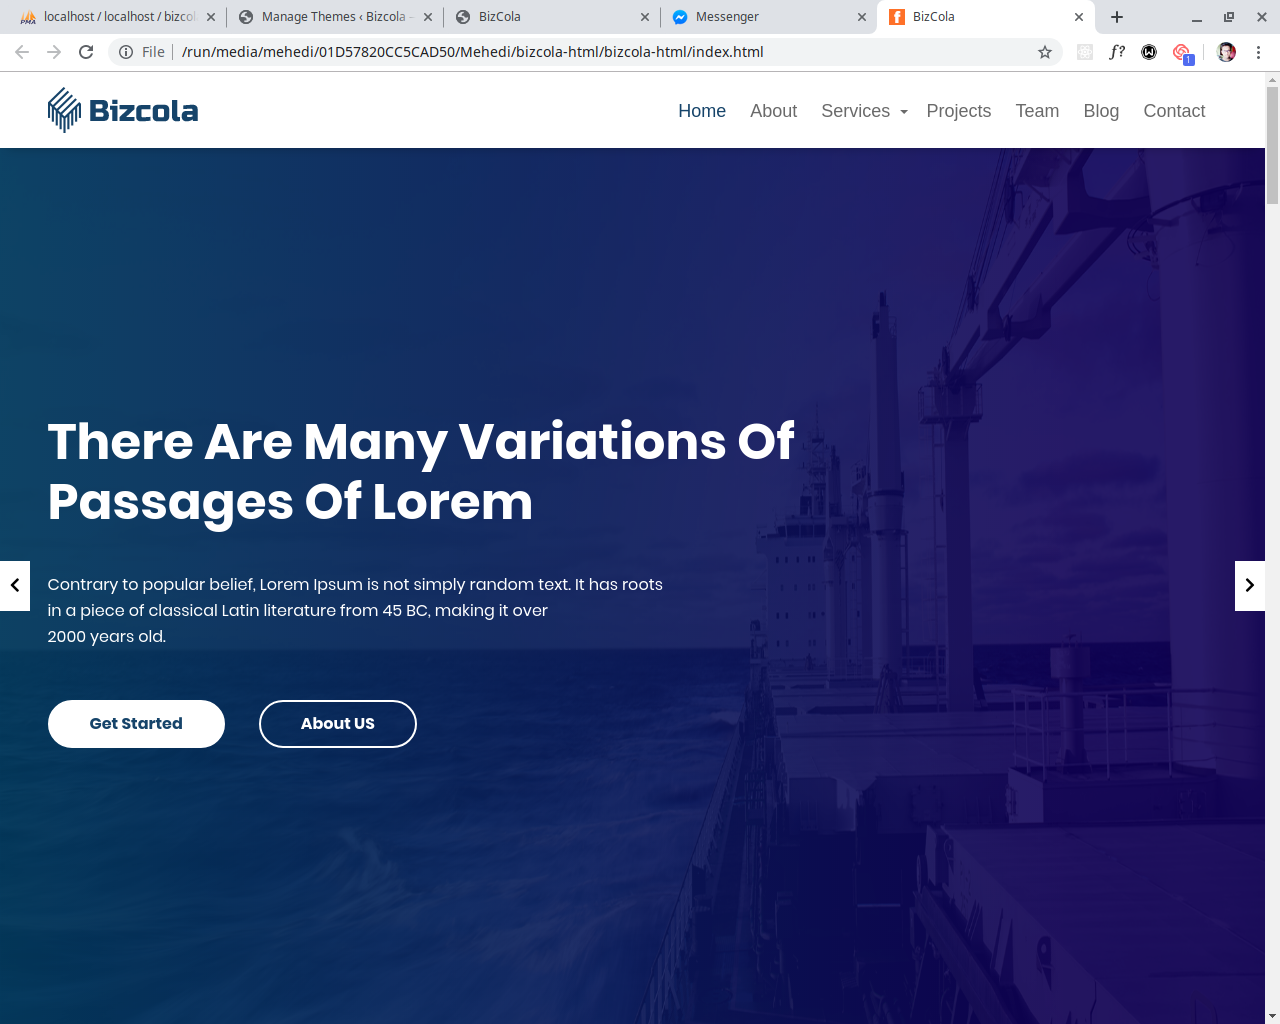 localhost / localhost / bizcol
Manage Themes ‹ Bizcola –
BizCola
Messenger
BizCola
File
/run/media/mehedi/01D57820CC5CAD50/Mehedi/bizcola-html/bizcola-html/index.html
f?
1
Bizcola
Home About Services Projects Team Blog Contact
There Are Many Variations Of
Passages Of Lorem
Contrary to popular belief, Lorem Ipsum is not simply random text. It has roots
in a piece of classical Latin literature from 45 BC, making it over
2000 years old.
Get Started
About US